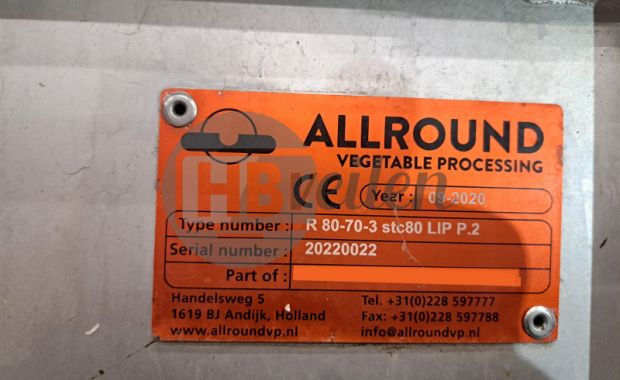 ALLROUND
VEGETABLE PROCESSING
CE Year : 09-2020
Type number : R 80-70-3 stc80 LIP P.2
Serial number : 20220022
Part of :
Handelsweg 5
1619 BJ Andijk, Holland
www.allroundvp.nl
Tel. +31(0)228 597777
Fax: +31(0)228 597788
info@allroundvp.nl
HB